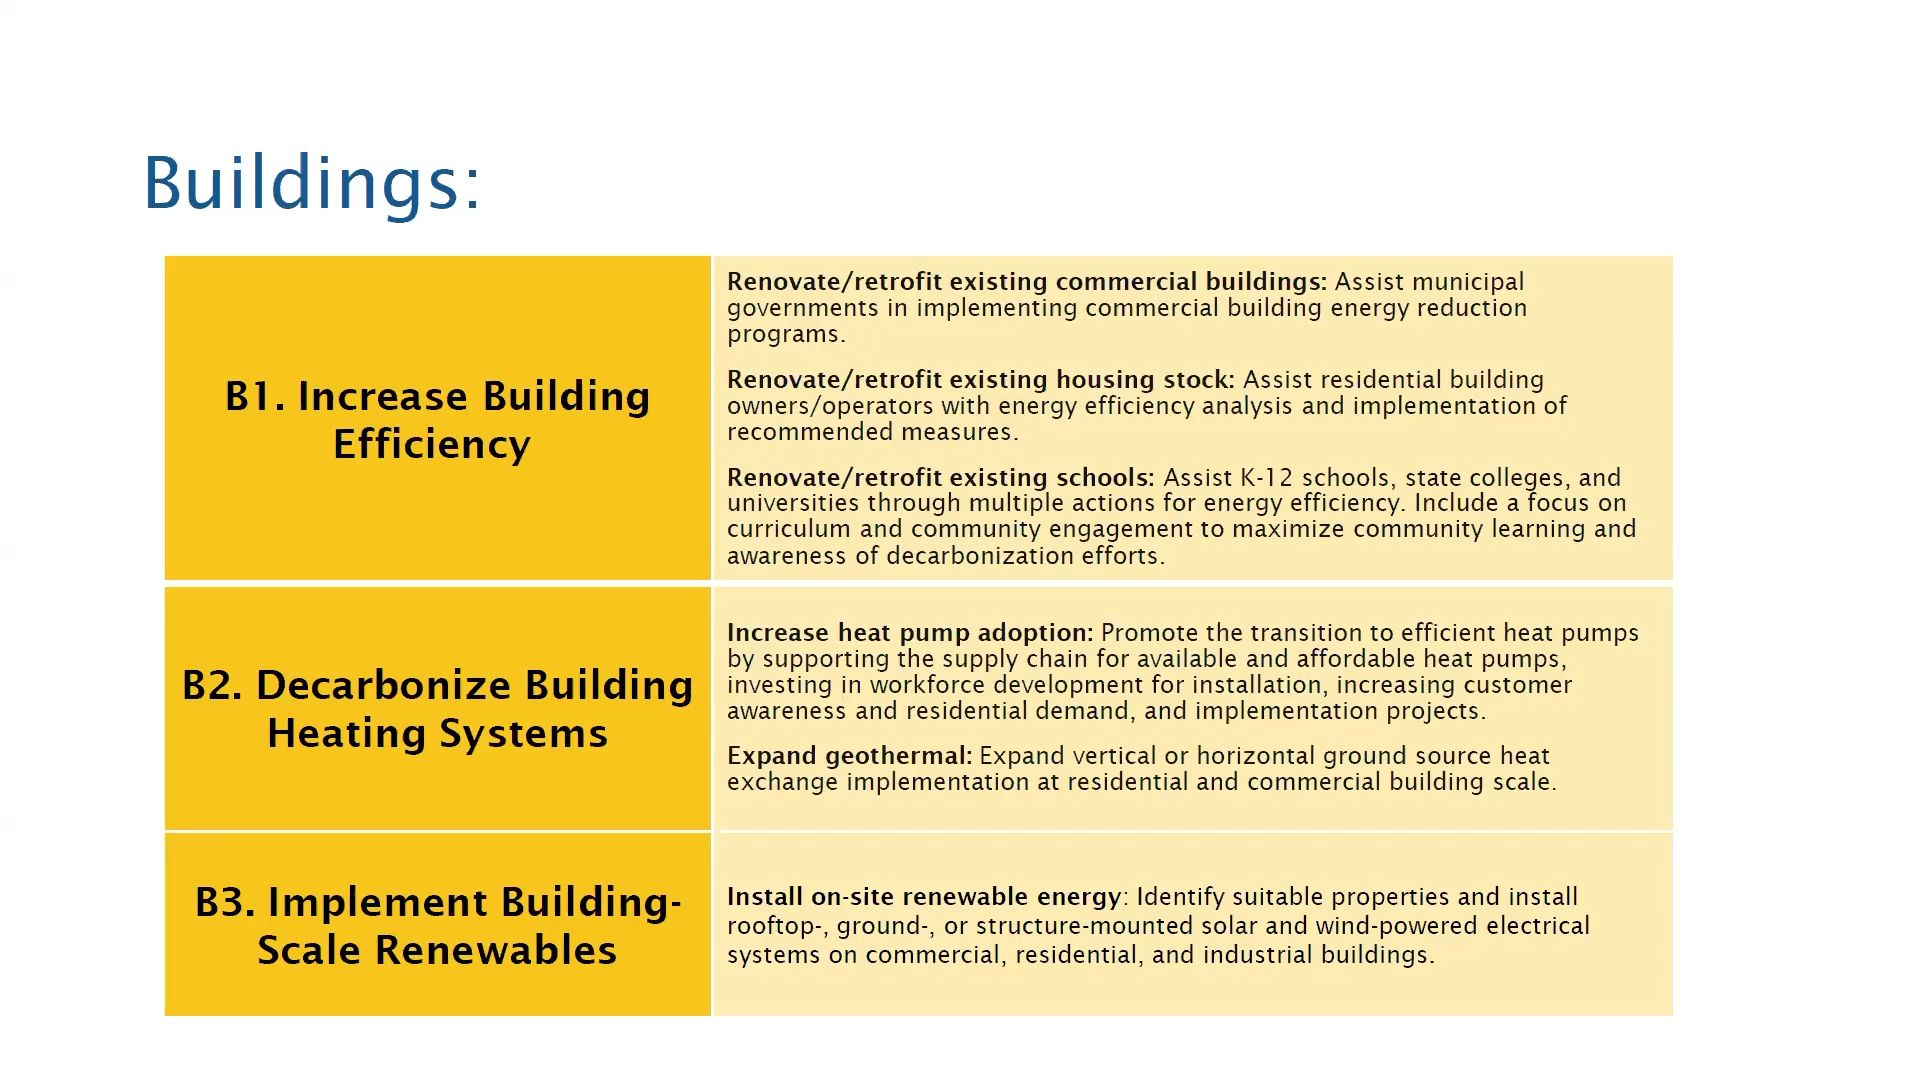 Buildings:
B1. Increase Building
Efficiency
Renovate/retrofit existing commercial buildings: Assist municipal
governments in implementing commercial building energy reduction
programs.
Renovate/retrofit existing housing stock: Assist residential building
owners/operators with energy efficiency analysis and implementation of
recommended measures.
Renovate/retrofit existing schools: Assist K-12 schools, state colleges, and
universities through multiple actions for energy efficiency. Include a focus on
curriculum and community engagement to maximize community learning and
awareness of decarbonization efforts.
B2. Decarbonize Building
Heating Systems
Increase heat pump adoption: Promote the transition to efficient heat pumps
by supporting the supply chain for available and affordable heat pumps,
investing in workforce development for installation, increasing customer
awareness and residential demand, and implementation projects.
Expand geothermal: Expand vertical or horizontal ground source heat
exchange implementation at residential and commercial building scale.
B3. Implement Building-
Scale Renewables
Install on-site renewable energy: Identify suitable properties and install
rooftop-, ground-, or structure-mounted solar and wind-powered electrical
systems on commercial, residential, and industrial buildings.